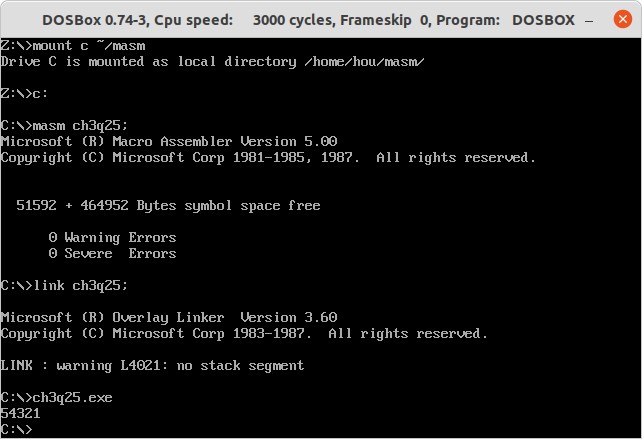 DOSBox 0.74-3, Cpu speed: 3000 cycles, Frameskip 0, Program: DOSBOX
Z:\>mount c ~/masm
Drive C is mounted as local directory /home/hou/masm/
Z:\>c:
C:\>masm ch3q25;
Microsoft (R) Macro Assembler Version 5.00
Copyright (C) Microsoft Corp 1981-1985, 1987.  All rights reserved.
51592 + 464952 Bytes symbol space free
0 Warning Errors
0 Severe  Errors
C:\>link ch3q25;
Microsoft (R) Overlay Linker  Version 3.60
Copyright (C) Microsoft Corp 1983-1987.  All rights reserved.
LINK : warning L4021: no stack segment
C:\>ch3q25.exe
54321
C:\>